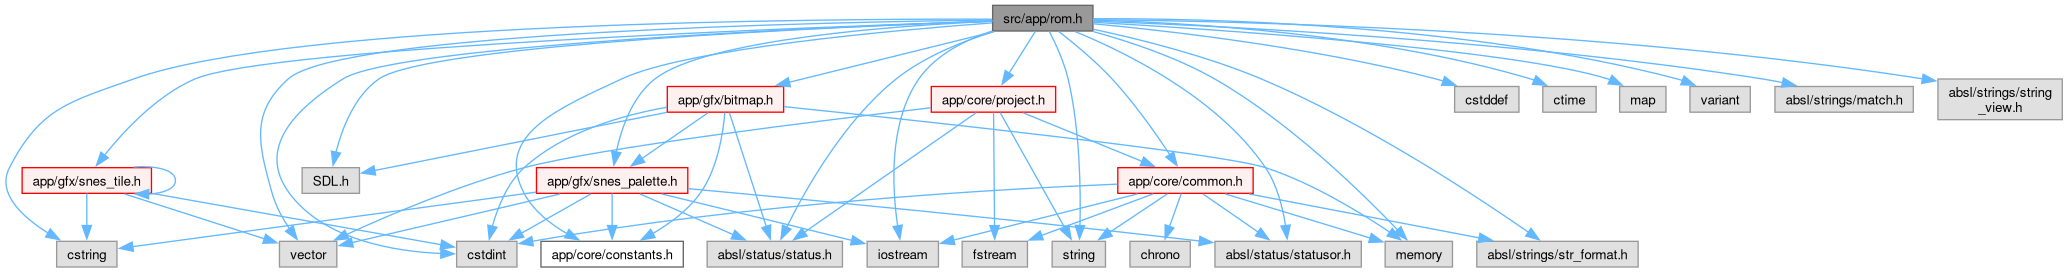 src/app/rom.h
app/gfx/bitmap.h
app/core/project.h
cstddef
ctime
map
variant
absl/strings/match.h
absl/strings/string
_view.h
app/gfx/snes_tile.h
SDL.h
app/gfx/snes_palette.h
app/core/common.h
cstring
vector
cstdint
app/core/constants.h
absl/status/status.h
iostream
fstream
string
chrono
absl/status/statusor.h
memory
absl/strings/str_format.h